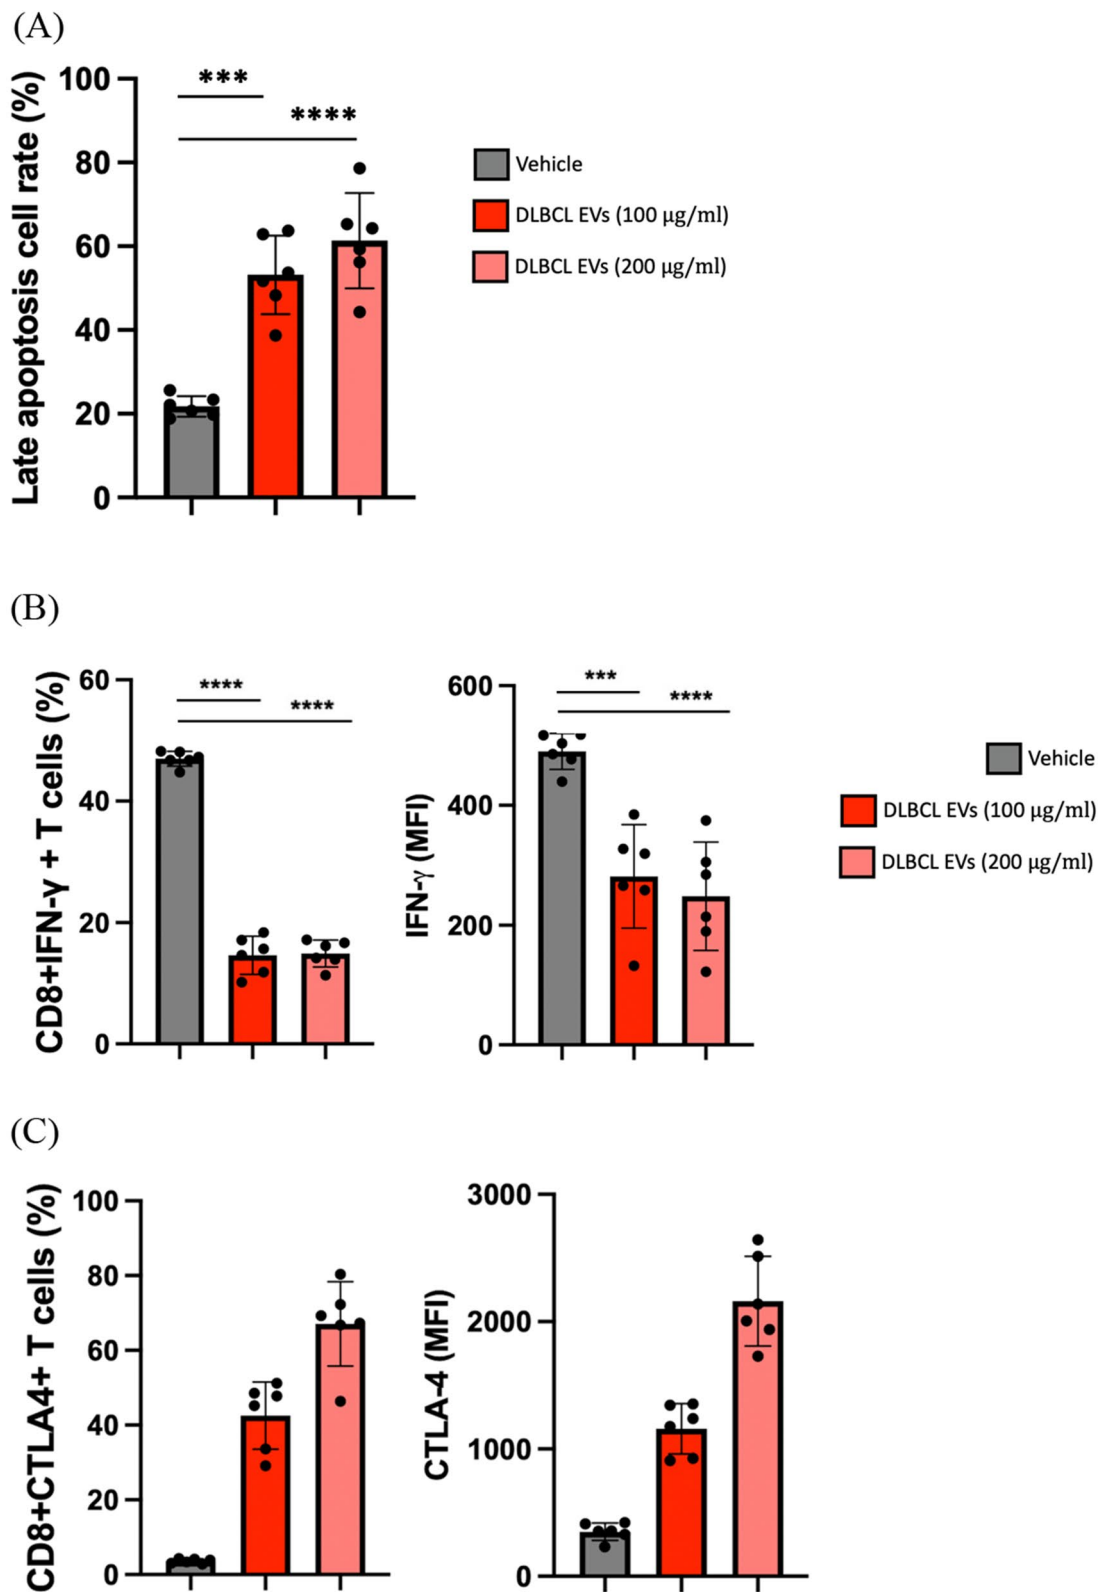 (A)
Late apoptosis cell rate (%)
100
80
60
40
20
0
***
****
Vehicle
DLBCL EVs (100 µg/ml)
DLBCL EVs (200 µg/ml)
(B)
CD8+IFN-γ + T cells (%)
60
40
20
0
****
****
IFN-γ (MFI)
600
400
200
0
***
****
Vehicle
DLBCL EVs (100 µg/ml)
DLBCL EVs (200 µg/ml)
(C)
CD8+CTLA4+ T cells (%)
100
80
60
40
20
0
CTLA-4 (MFI)
3000
2000
1000
0